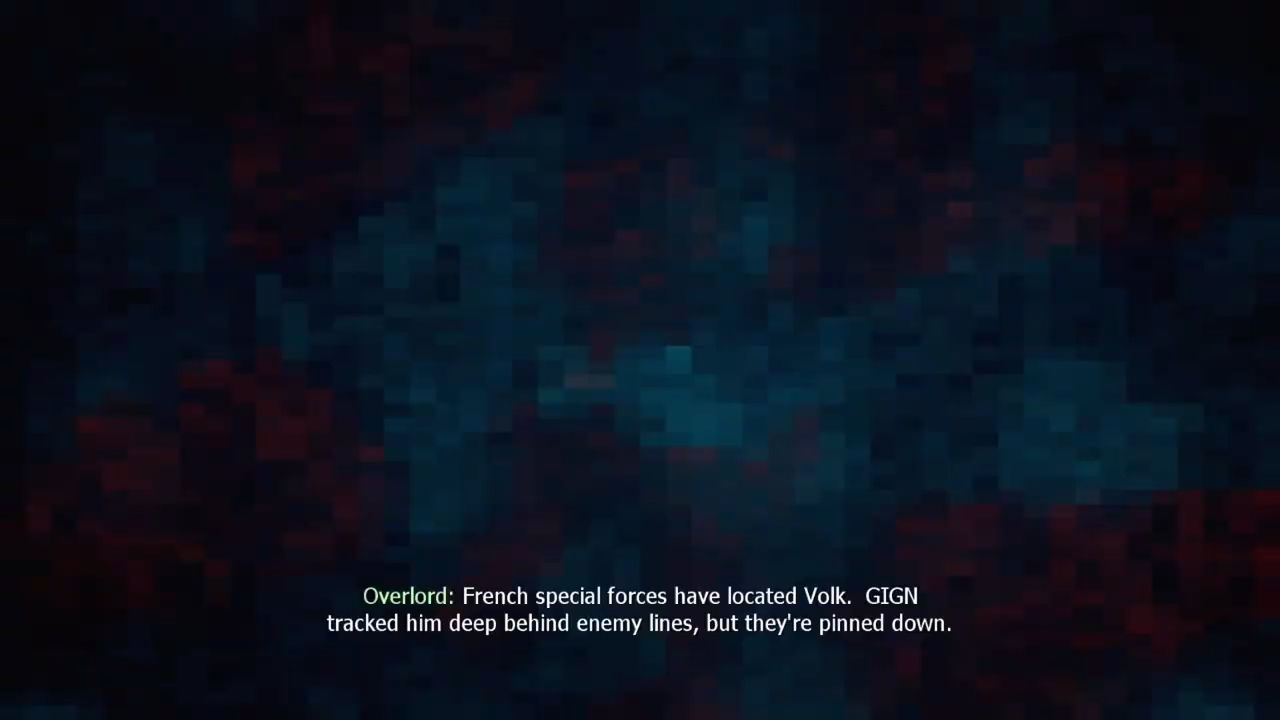 Overlord: French special forces have located Volk.  GIGN
tracked him deep behind enemy lines, but they're pinned down.